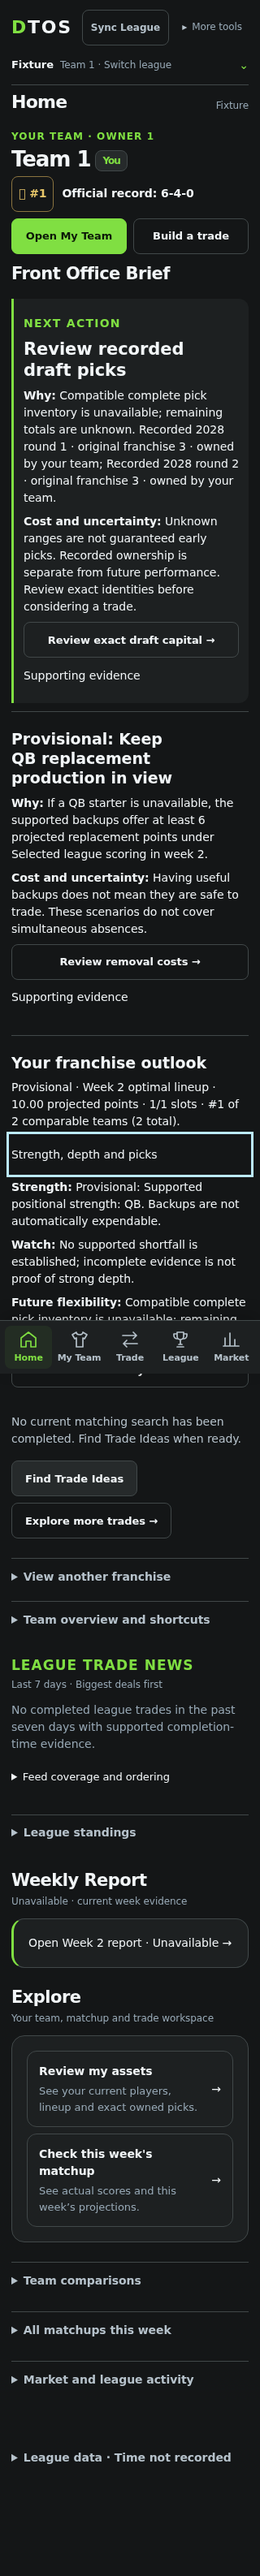 DTOS
Sync League
▸ More tools
Fixture Team 1 · Switch league
Home
Fixture
YOUR TEAM · OWNER 1
Team 1 You
#1 Official record: 6-4-0
Open My Team
Build a trade
Front Office Brief
NEXT ACTION
Review recorded
draft picks
Why: Compatible complete pick
inventory is unavailable; remaining
totals are unknown. Recorded 2028
round 1 · original franchise 3 · owned
by your team; Recorded 2028 round 2
· original franchise 3 · owned by your
team.
Cost and uncertainty: Unknown
ranges are not guaranteed early
picks. Recorded ownership is
separate from future performance.
Review exact identities before
considering a trade.
Review exact draft capital →
Supporting evidence
Provisional: Keep
QB replacement
production in view
Why: If a QB starter is unavailable, the
supported backups offer at least 6
projected replacement points under
Selected league scoring in week 2.
Cost and uncertainty: Having useful
backups does not mean they are safe to
trade. These scenarios do not cover
simultaneous absences.
Review removal costs →
Supporting evidence
Your franchise outlook
Provisional · Week 2 optimal lineup ·
10.00 projected points · 1/1 slots · #1 of
2 comparable teams (2 total).
Strength, depth and picks
Strength: Provisional: Supported
positional strength: QB. Backups are not
automatically expendable.
Watch: No supported shortfall is
established; incomplete evidence is not
proof of strong depth.
Future flexibility: Compatible complete
pick inventory is unavailable; remaining
Home
My Team
Trade
League
Market
No current matching search has been
completed. Find Trade Ideas when ready.
Find Trade Ideas
Explore more trades →
▶ View another franchise
▶ Team overview and shortcuts
LEAGUE TRADE NEWS
Last 7 days · Biggest deals first
No completed league trades in the past
seven days with supported completion-
time evidence.
▶ Feed coverage and ordering
▶ League standings
Weekly Report
Unavailable · current week evidence
Open Week 2 report · Unavailable →
Explore
Your team, matchup and trade workspace
Review my assets
See your current players,
lineup and exact owned picks.
→
Check this week's
matchup
See actual scores and this
week’s projections.
→
▶ Team comparisons
▶ All matchups this week
▶ Market and league activity
▶ League data · Time not recorded